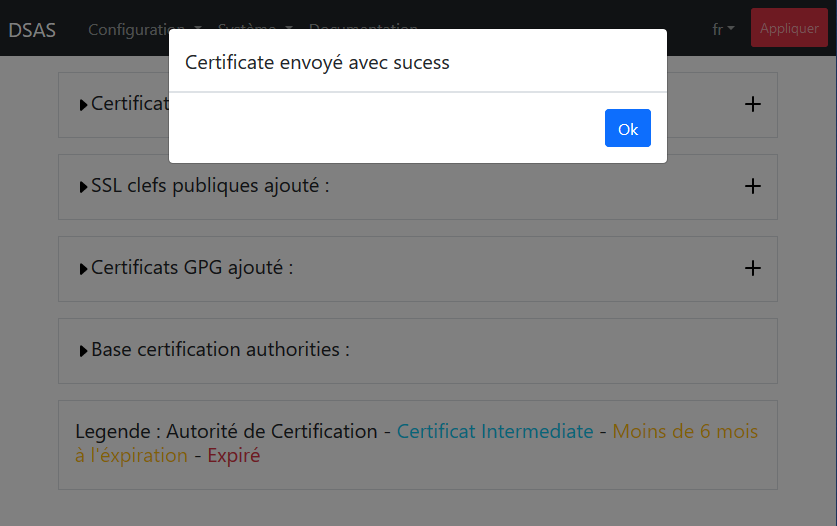 DSAS Configuration Système Documentation fr Appliquer
Certificate envoyé avec sucess
Ok
Certificat
SSL clefs publiques ajouté :
Certificats GPG ajouté :
Base certification authorities :
Legende : Autorité de Certification - Certificat Intermediate - Moins de 6 mois
à l'éxpiration - Expiré